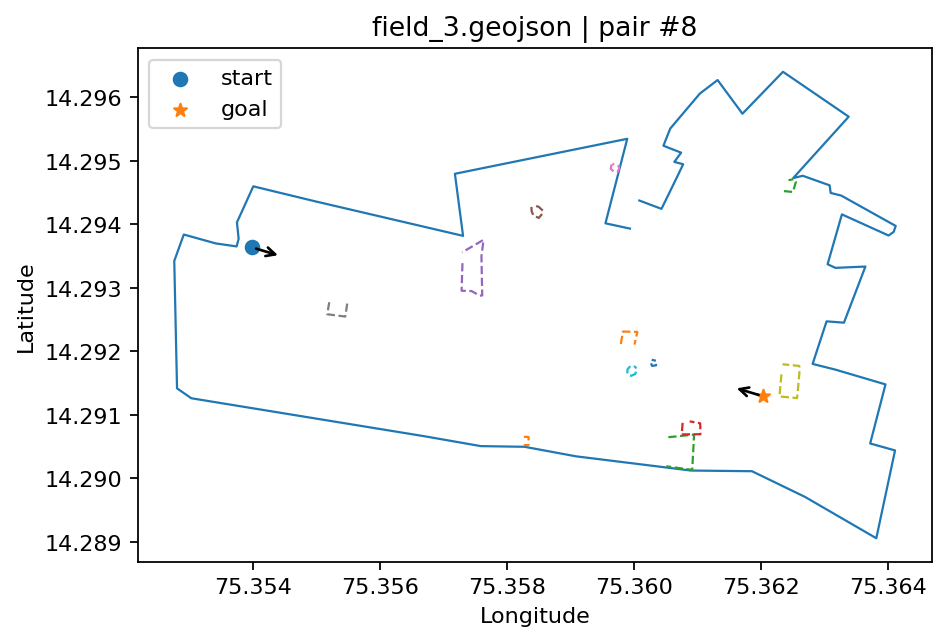 field_3.geojson | pair #8
start
goal
14.296
14.295
14.294
14.293
14.292
14.291
14.290
14.289
Latitude
75.354 75.356 75.358 75.360 75.362 75.364
Longitude